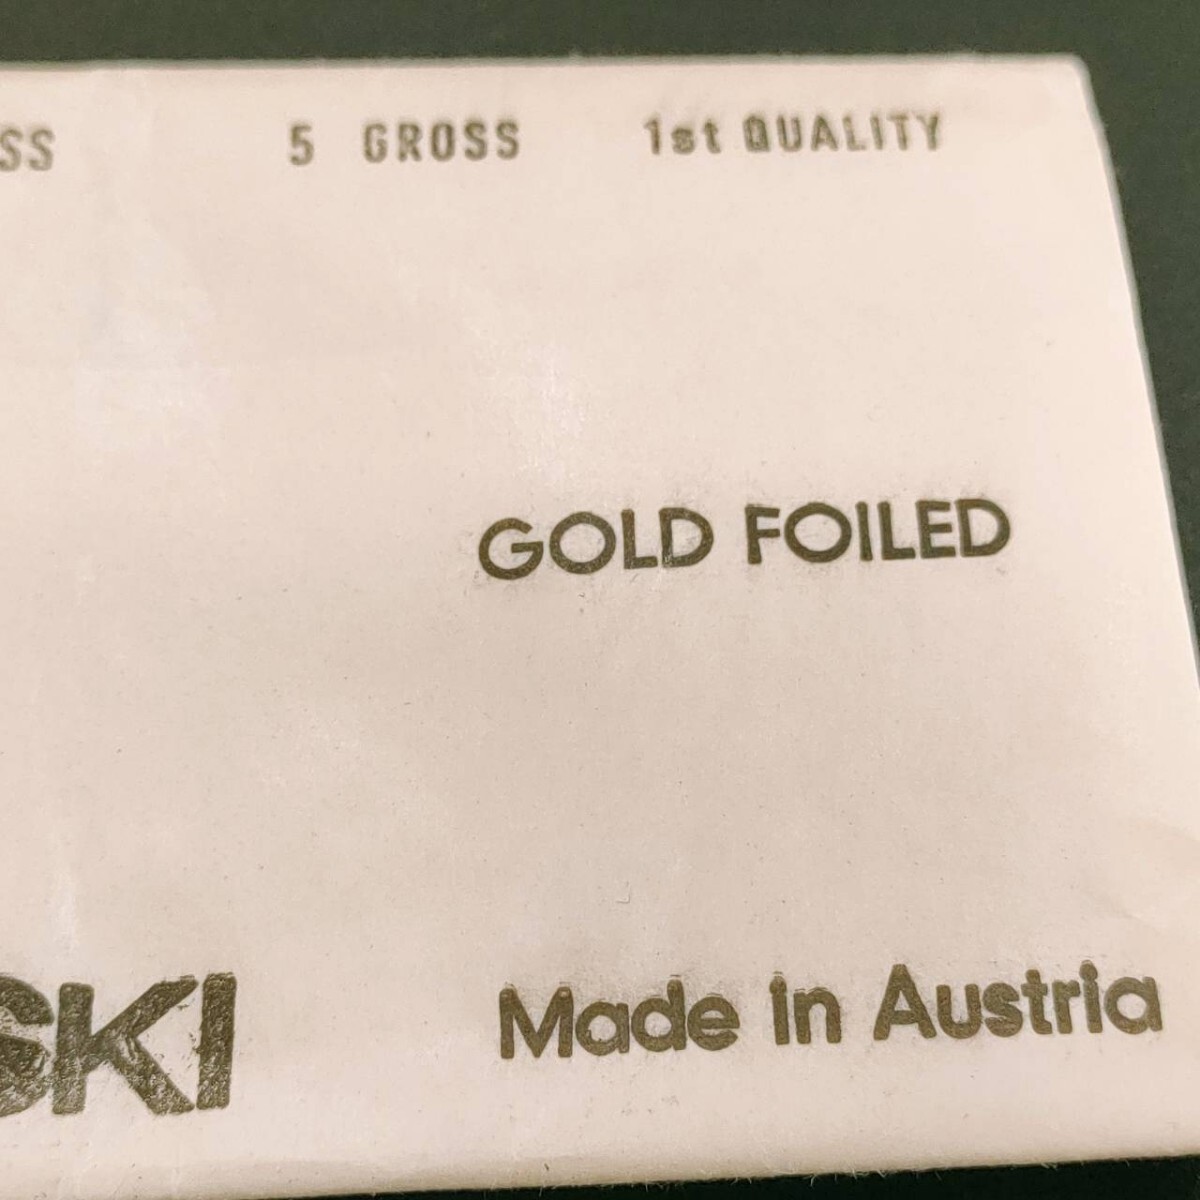 SS 5 GROSS 1st QUALITY
GOLD FOILED
SKI Made in Austria